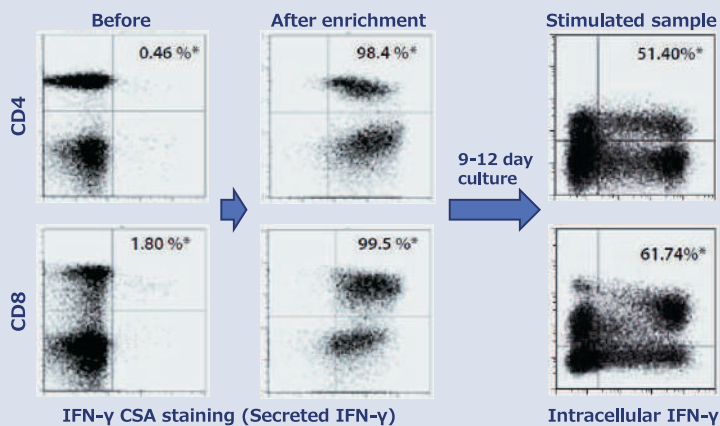 Before
After enrichment
Stimulated sample
0.46 %*
98.4 %*
51.40%*
CD4
9-12 day
culture
1.80 %*
99.5 %*
61.74%*
CD8
IFN-γ CSA staining (Secreted IFN-γ)
Intracellular IFN-γ